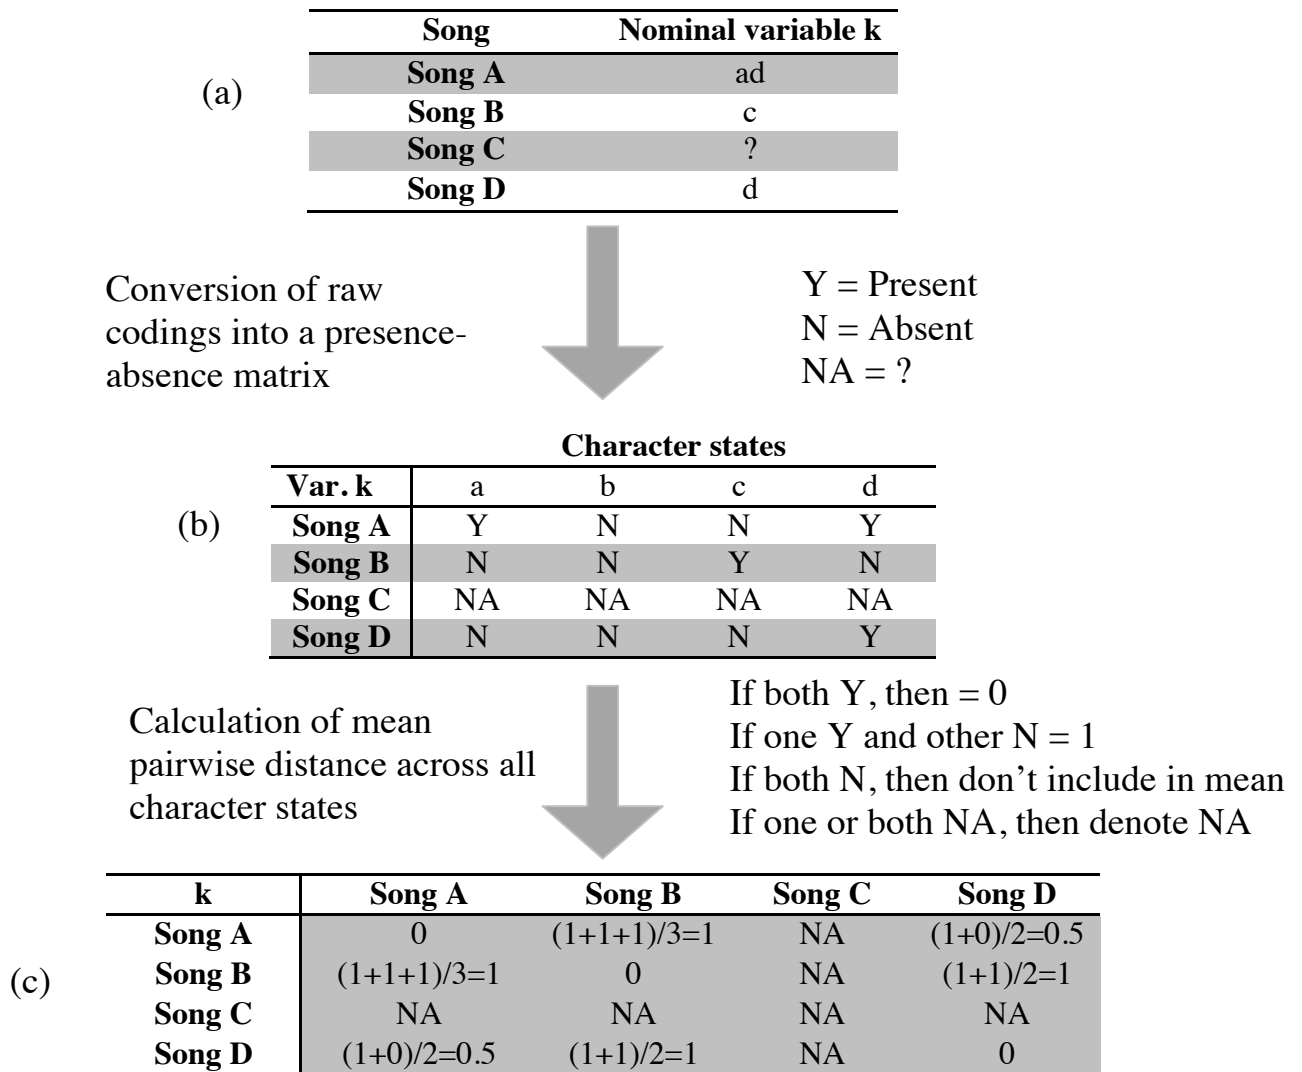 Song Nominal variable k
(a)
Song A ad
Song B c
Song C ?
Song D d
Conversion of raw
codings into a presence-
absence matrix
Y = Present
N = Absent
NA = ?
Character states
(b)
Var. k a b c d
Song A Y N N Y
Song B N N Y N
Song C NA NA NA NA
Song D N N N Y
Calculation of mean
pairwise distance across all
character states
If both Y, then = 0
If one Y and other N = 1
If both N, then don’t include in mean
If one or both NA, then denote NA
(c)
k Song A Song B Song C Song D
Song A 0 (1+1+1)/3=1 NA (1+0)/2=0.5
Song B (1+1+1)/3=1 0 NA (1+1)/2=1
Song C NA NA NA NA
Song D (1+0)/2=0.5 (1+1)/2=1 NA 0